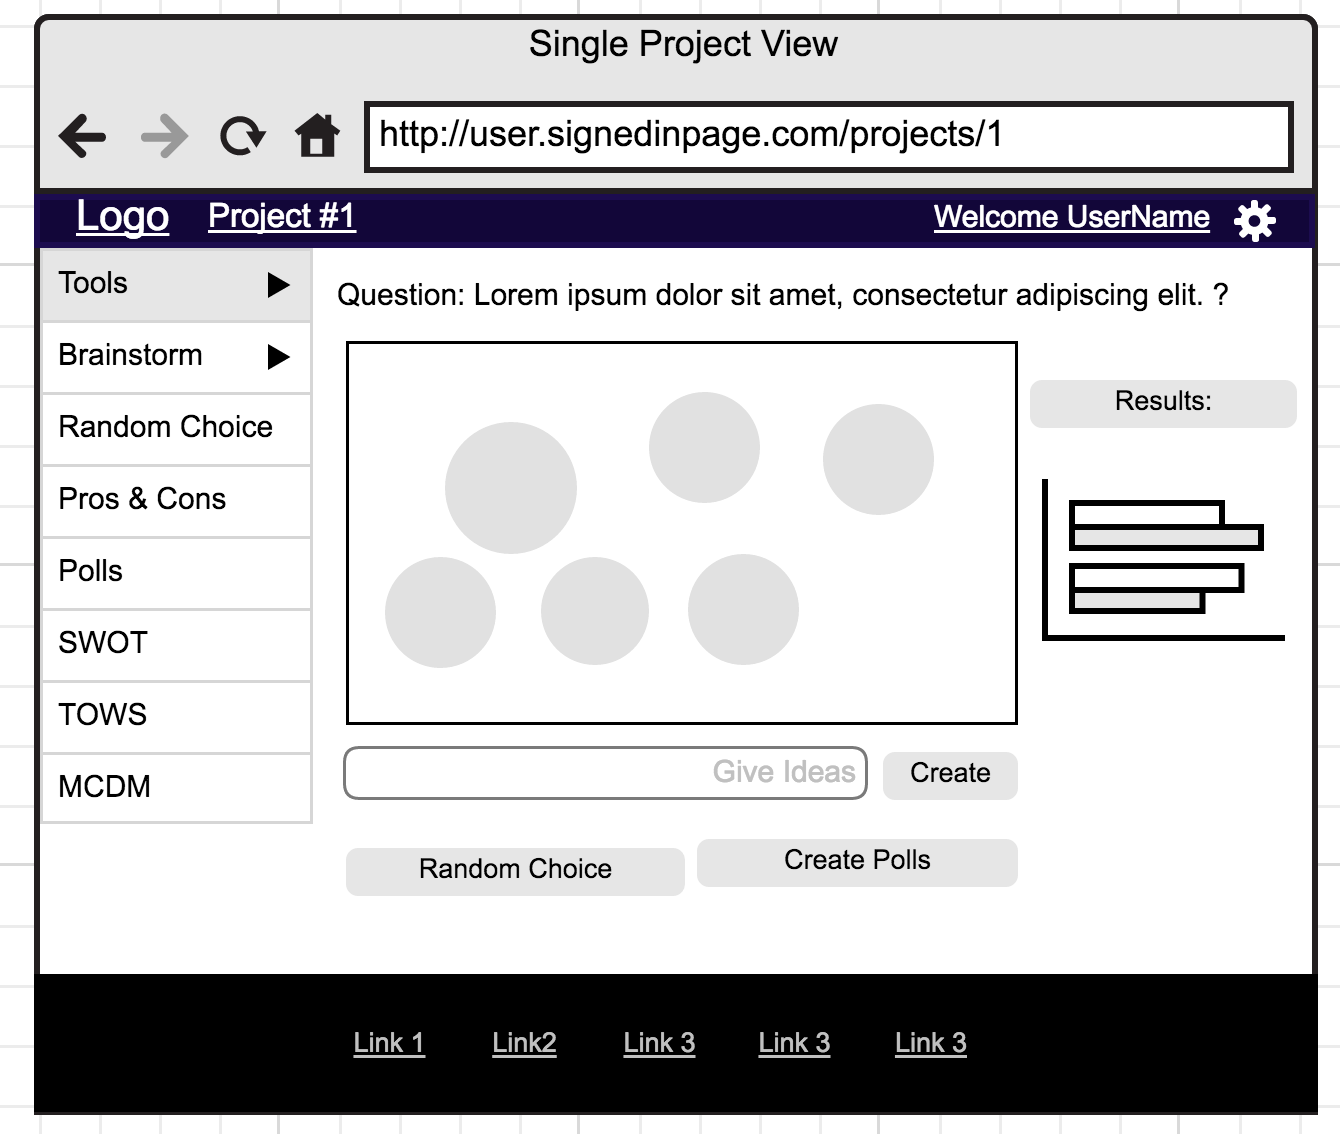 Single Project View
http://user.signedinpage.com/projects/1
Logo Project #1 Welcome UserName
Tools
Brainstorm
Random Choice
Pros & Cons
Polls
SWOT
TOWS
MCDM
Question: Lorem ipsum dolor sit amet, consectetur adipiscing elit. ?
Results:
Give Ideas
Create
Random Choice
Create Polls
Link 1 Link2 Link 3 Link 3 Link 3